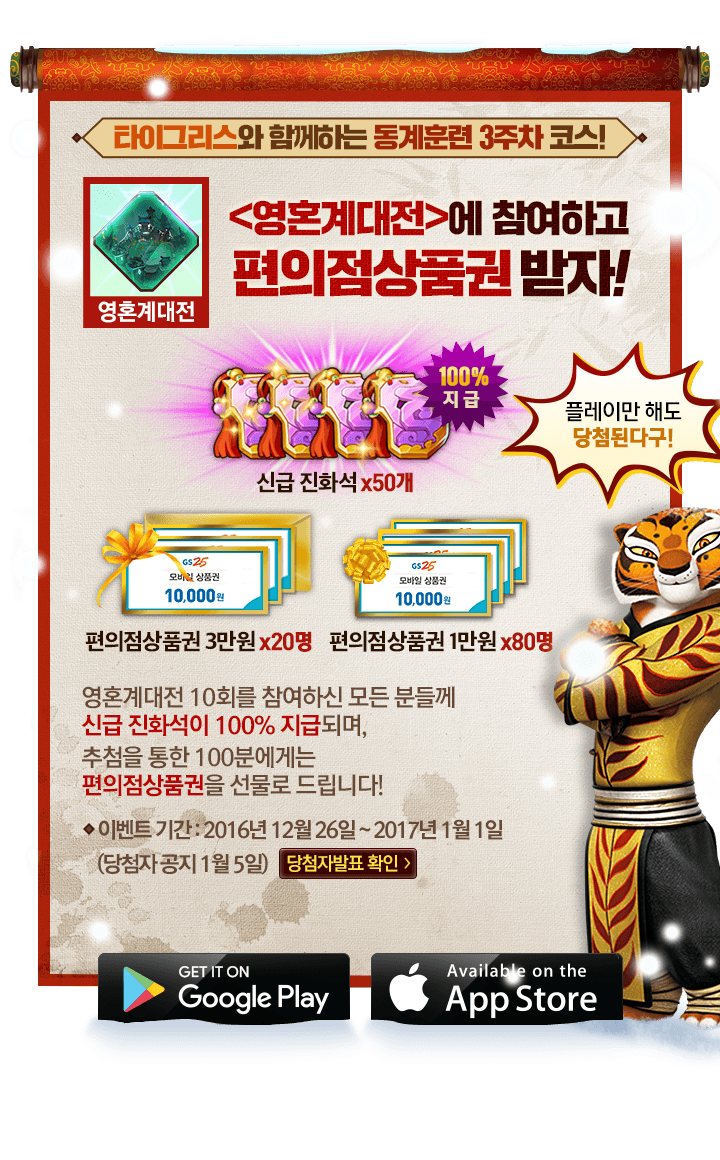 타이그리스와 함께하는 동계훈련 3주차 코스!
<영혼계대전>에 참여하고
편의점상품권 받자!
영혼계대전
100%
지급
신급 진화석 x50개
플레이만 해도
당첨된다구!
GS25
모바일 상품권
10,000원
GS25
모바일 상품권
10,000원
편의점상품권 3만원 x20명
편의점상품권 1만원 x80명
영혼계대전 10회를 참여하신 모든 분들께
신급 진화석이 100% 지급되며,
추첨을 통한 100분에게는
편의점상품권을 선물로 드립니다!
이벤트 기간 : 2016년 12월 26일 ~ 2017년 1월 1일
(당첨자 공지 1월 5일) 당첨자발표 확인 >
GET IT ON
Google Play
Available on the
App Store